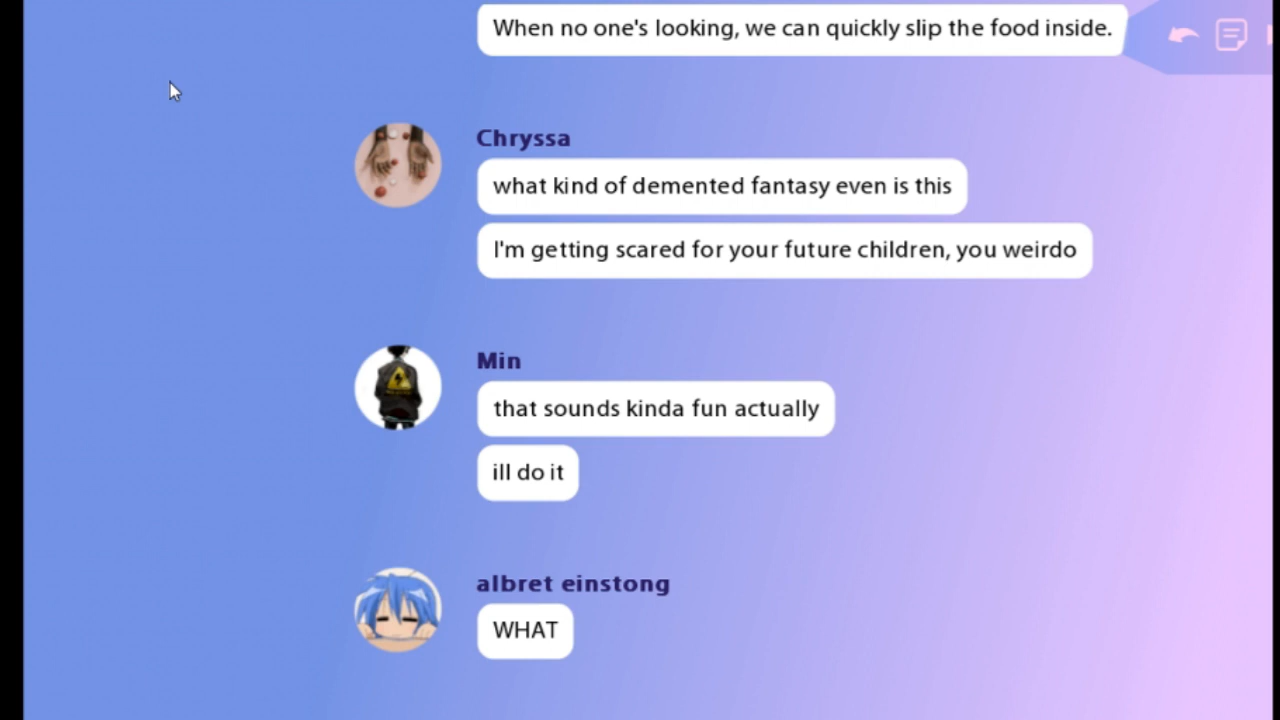 When no one's looking, we can quickly slip the food inside.
Chryssa
what kind of demented fantasy even is this
I'm getting scared for your future children, you weirdo
Min
that sounds kinda fun actually
ill do it
albret einstong
WHAT